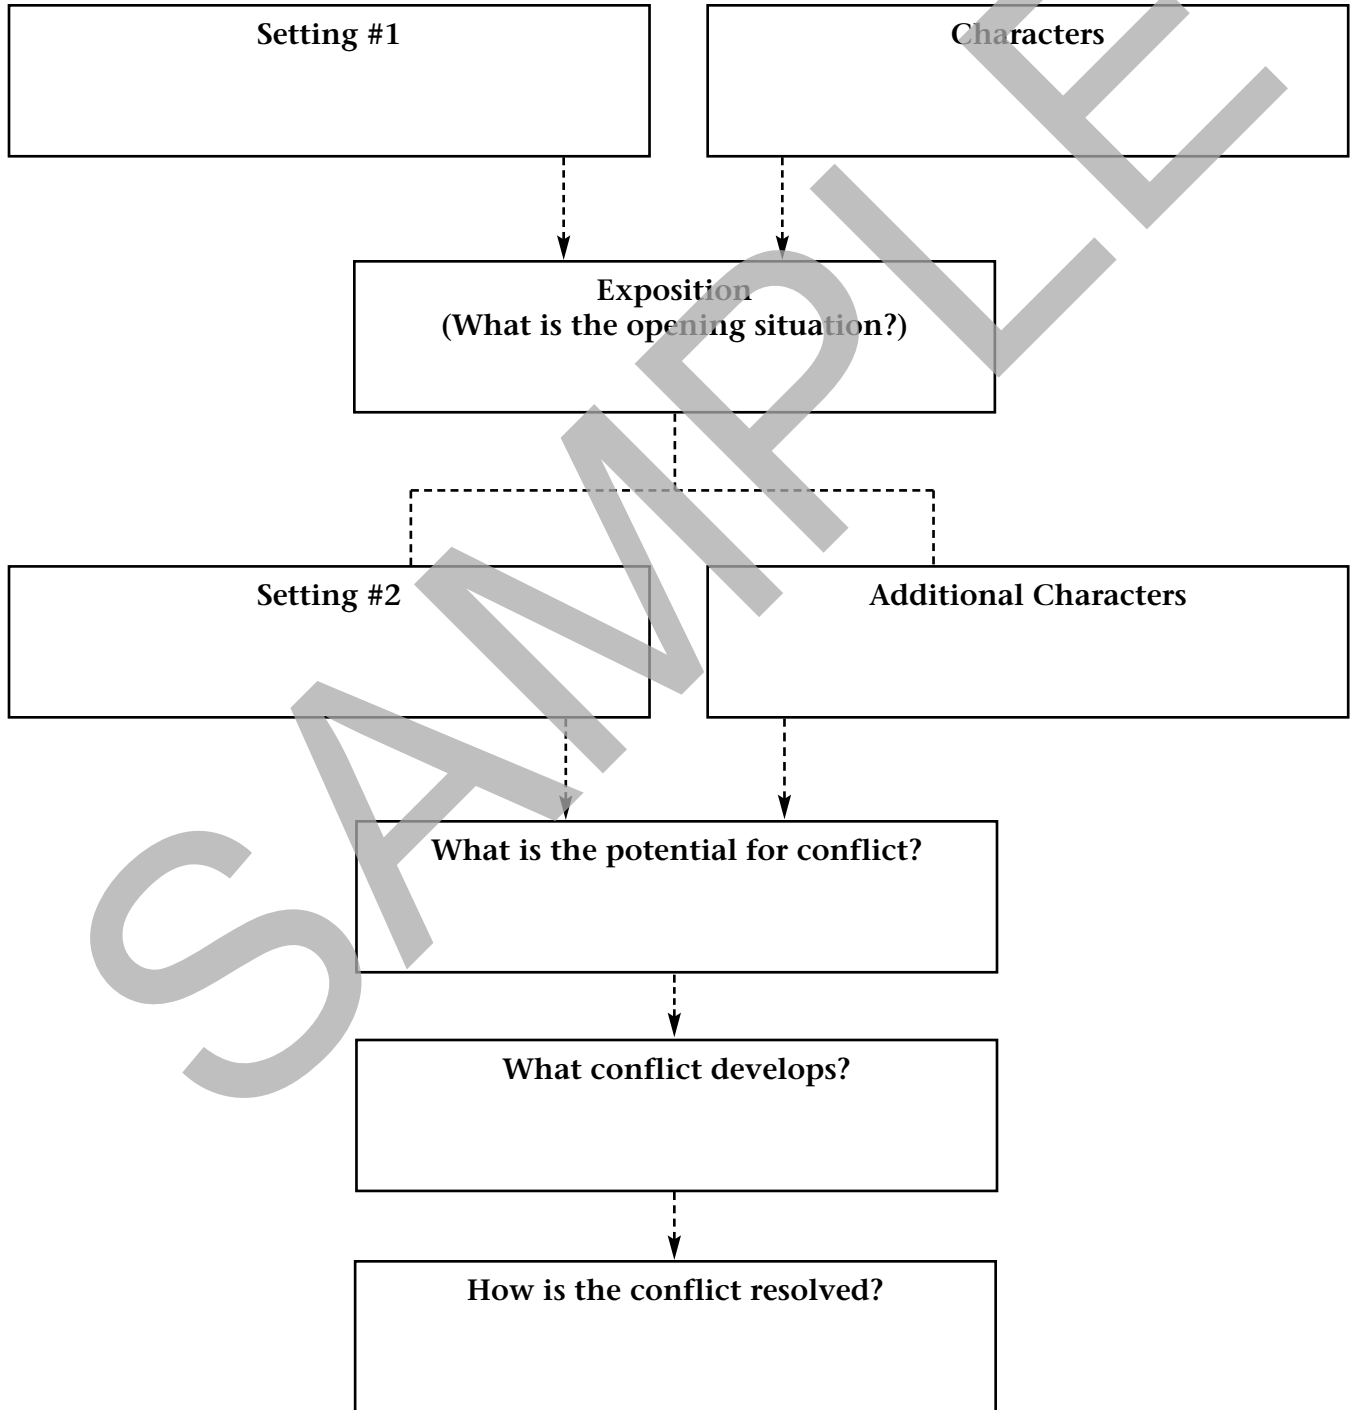 Setting #1
Characters
Exposition
(What is the opening situation?)
Setting #2
Additional Characters
What is the potential for conflict?
What conflict develops?
How is the conflict resolved?
SAMPLE